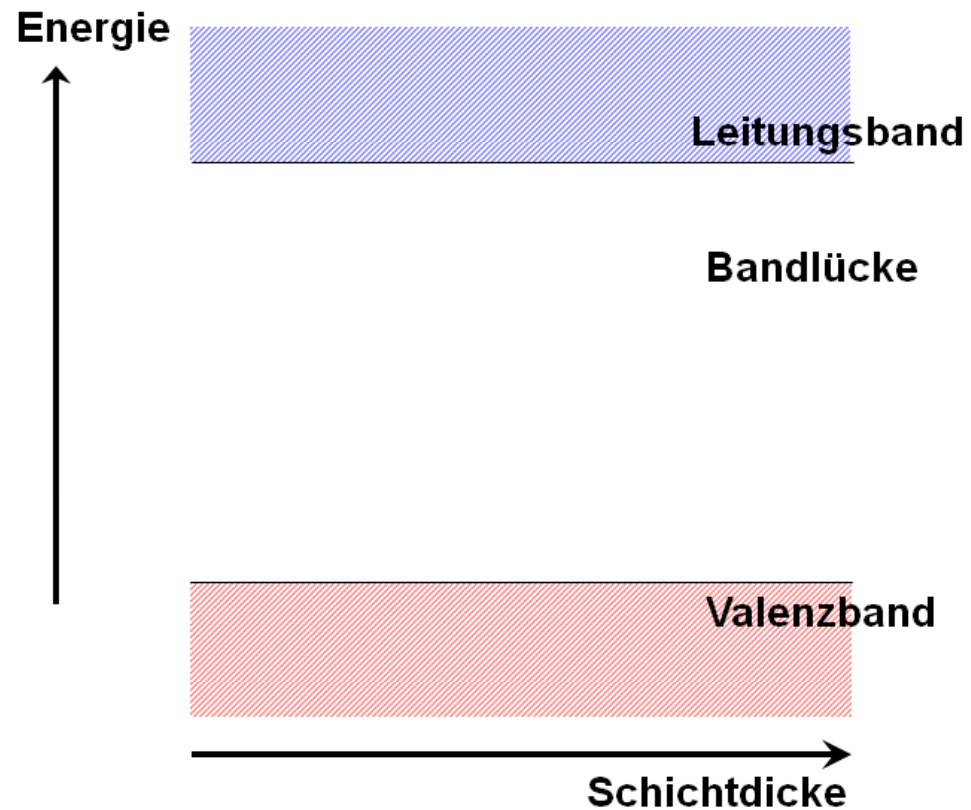 Energie
Leitungsband
Bandlücke
Valenzband
Schichtdicke